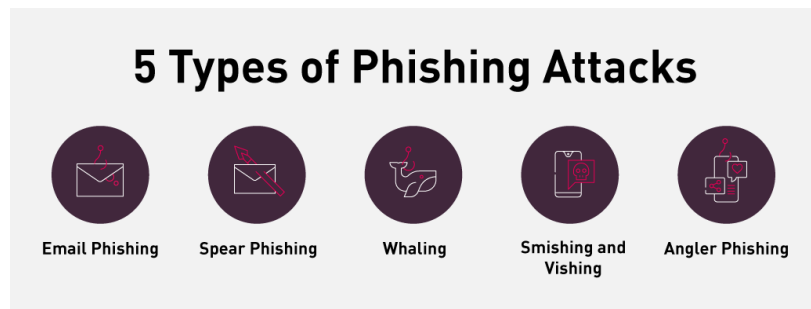 5 Types of Phishing Attacks
Email Phishing
Spear Phishing
Whaling
Smishing and
Vishing
Angler Phishing